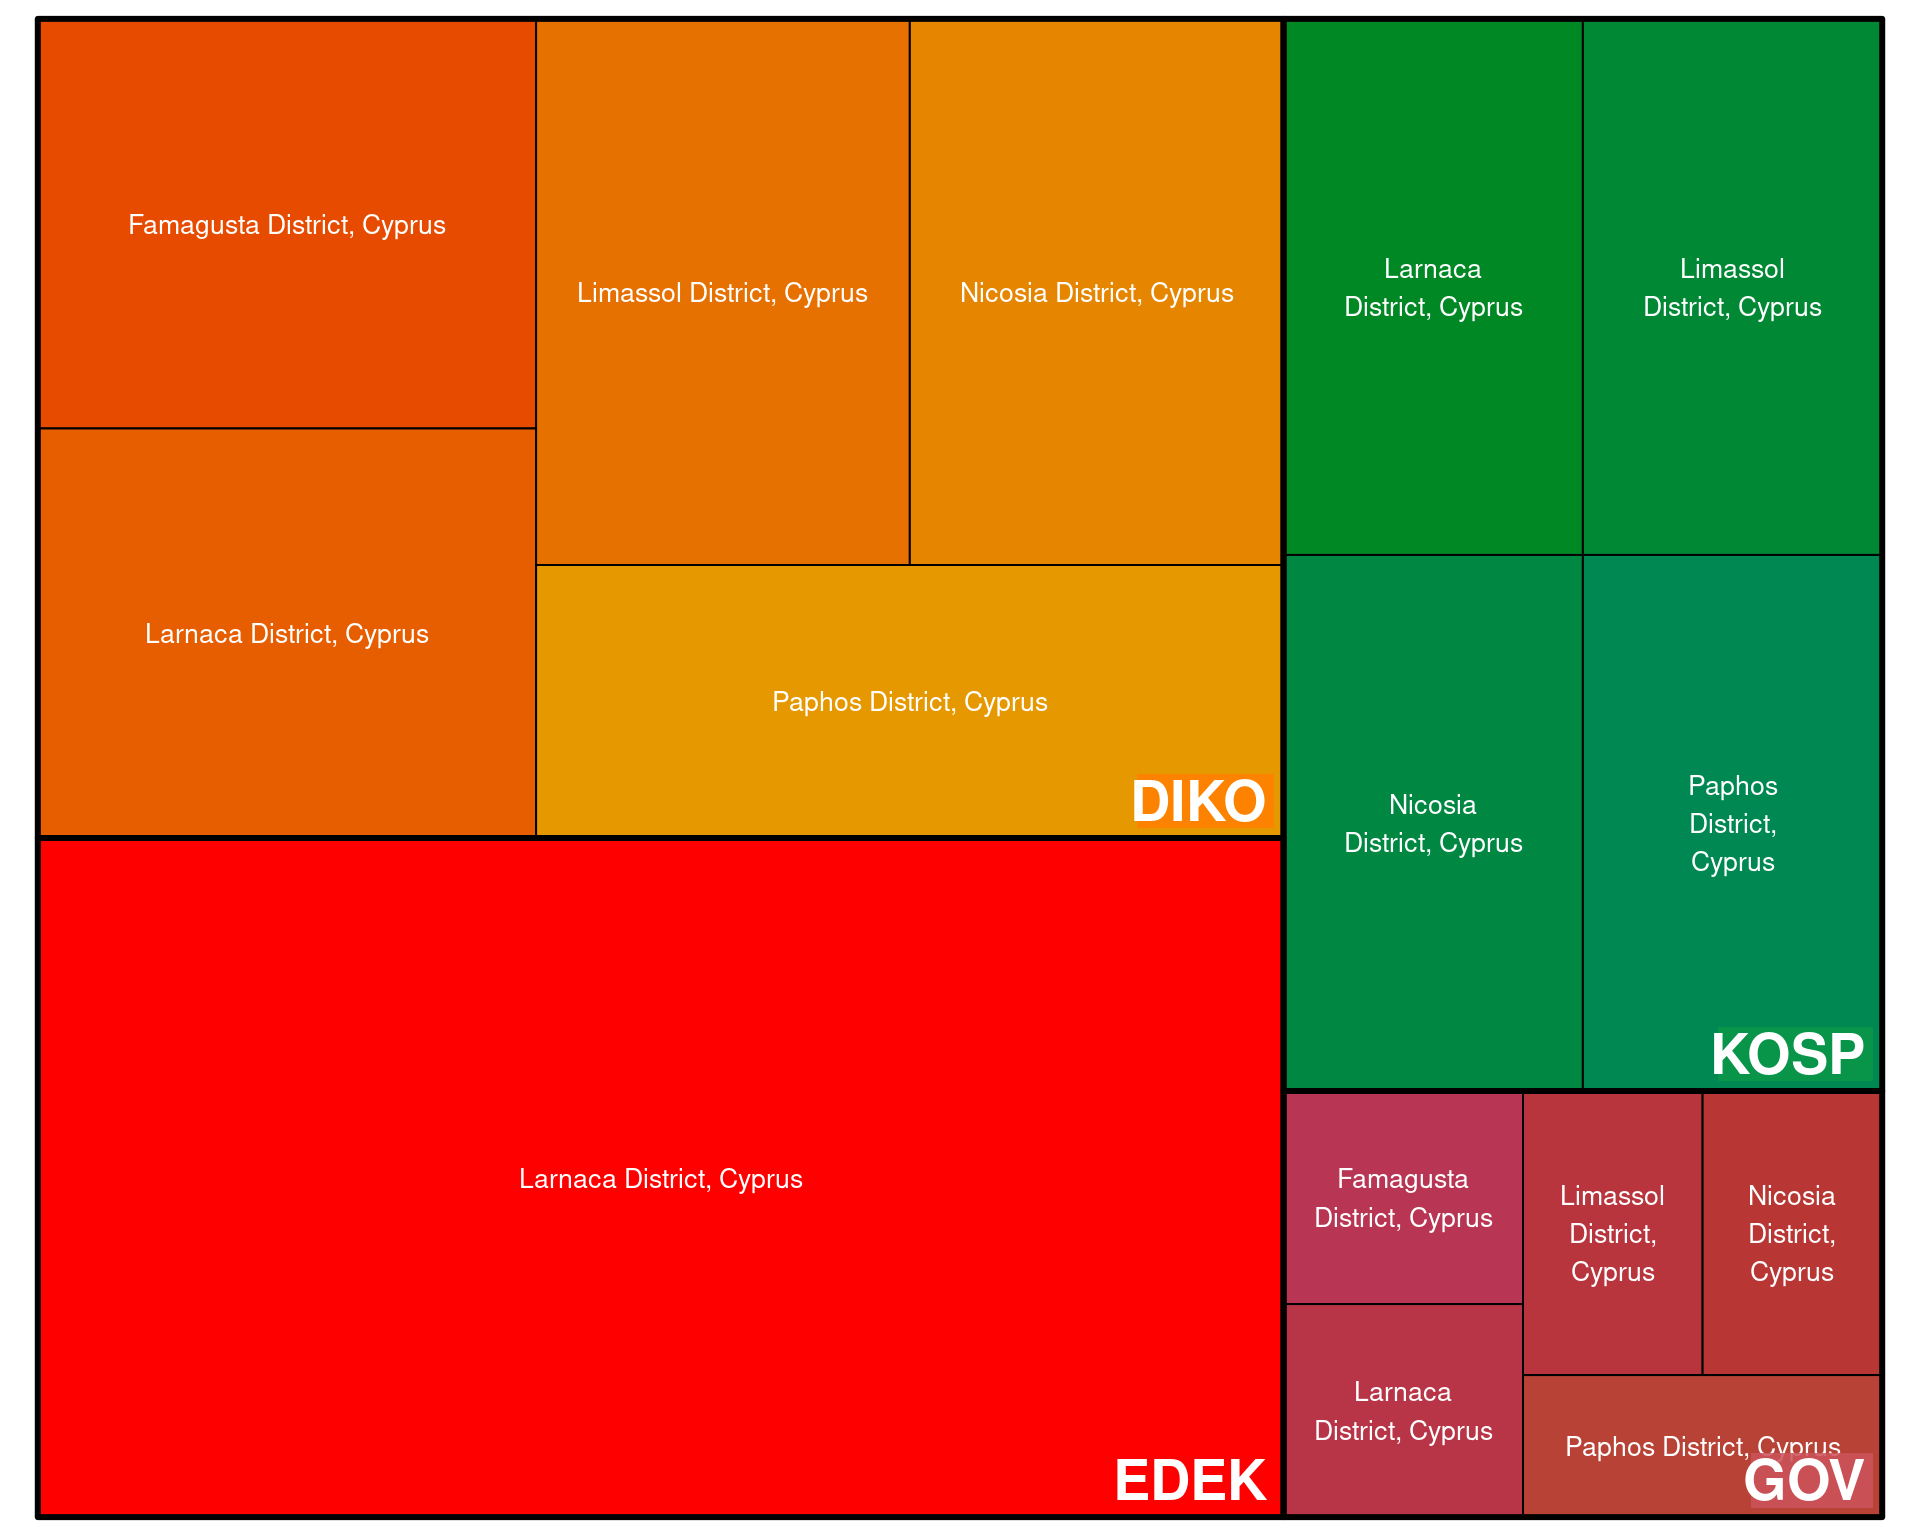 Famagusta District, Cyprus
Larnaca District, Cyprus
Limassol District, Cyprus
Nicosia District, Cyprus
Paphos District, Cyprus
DIKO
Larnaca District, Cyprus
EDEK
Larnaca
District, Cyprus
Limassol
District, Cyprus
Nicosia
District, Cyprus
Paphos
District,
Cyprus
KOSP
Famagusta
District, Cyprus
Larnaca
District, Cyprus
Limassol
District,
Cyprus
Nicosia
District,
Cyprus
Paphos District, Cyprus
GOV